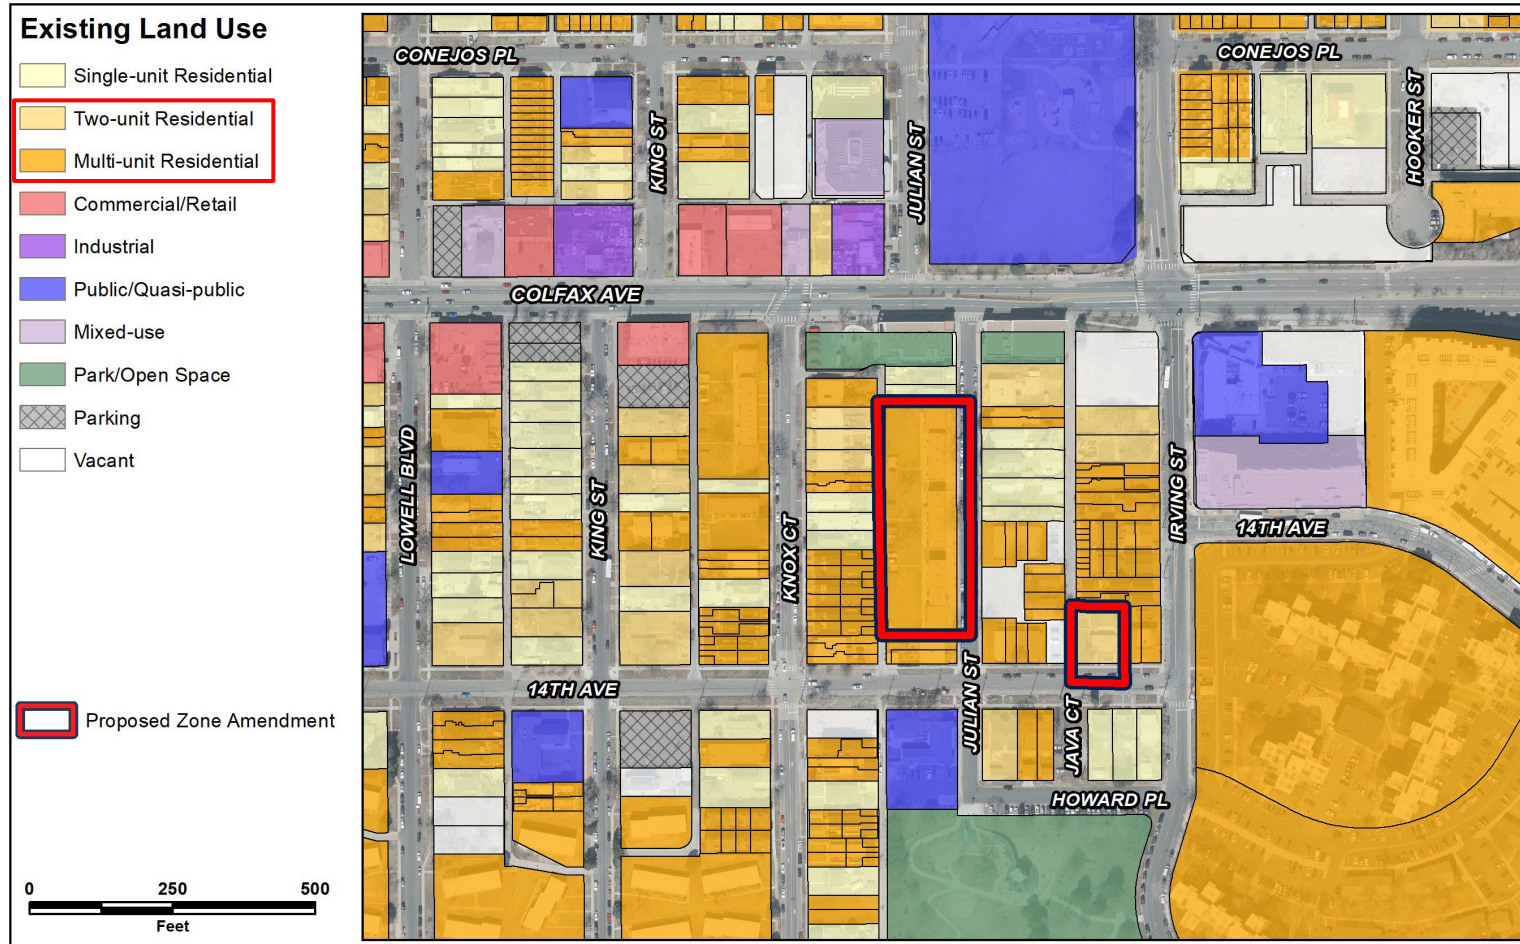 Existing Land Use
Single-unit Residential
Two-unit Residential
Multi-unit Residential
Commercial/Retail
Industrial
Public/Quasi-public
Mixed-use
Park/Open Space
Parking
Vacant
Proposed Zone Amendment
0 250 500
Feet
CONEJOS PL
CONEJOS PL
KING ST
JULIAN ST
HOOKER ST
COLFAX AVE
LOWELL BLVD
KING ST
KNOX CT
IRVING ST
14TH AVE
14TH AVE
JULIAN ST
JAVA CT
HOWARD PL